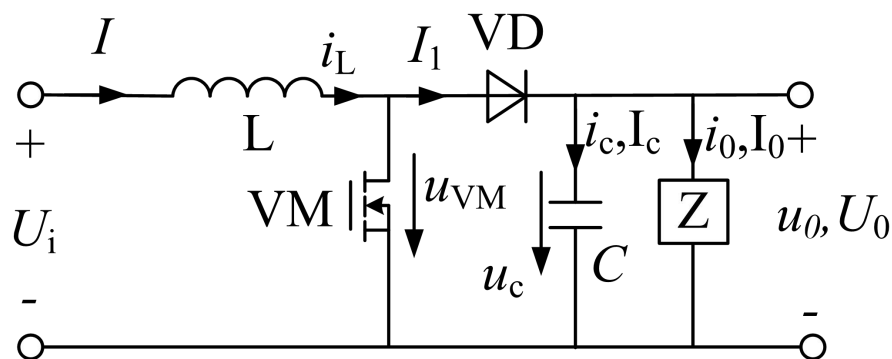 I
i_L
I_1
VD
L
i_c,I_c
i_0,I_0
+
+
VM
u_VM
Z
U_i
u_0,U_0
u_c
C
-
-